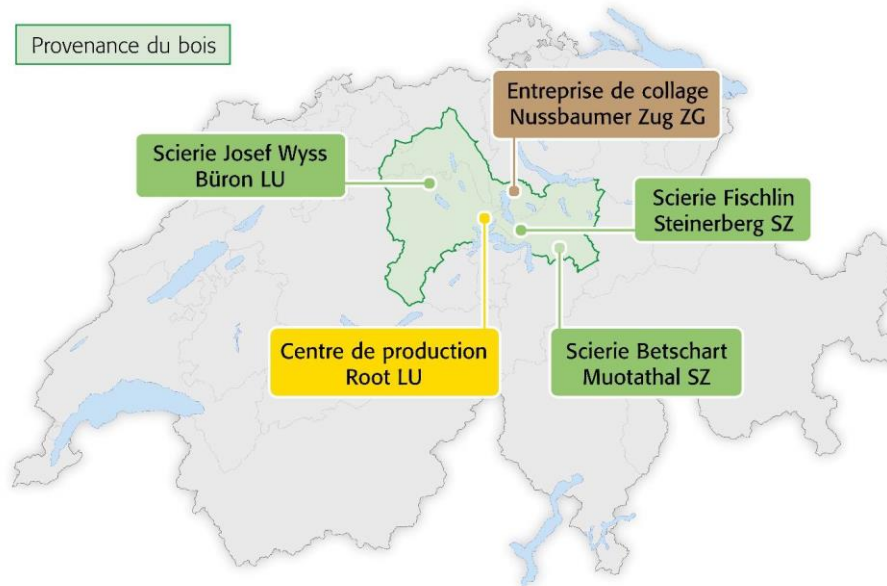 Provenance du bois
Entreprise de collage
Nussbaumer Zug ZG
Scierie Josef Wyss
Büron LU
Scierie Fischlin
Steinerberg SZ
Centre de production
Root LU
Scierie Betschart
Muotathal SZ